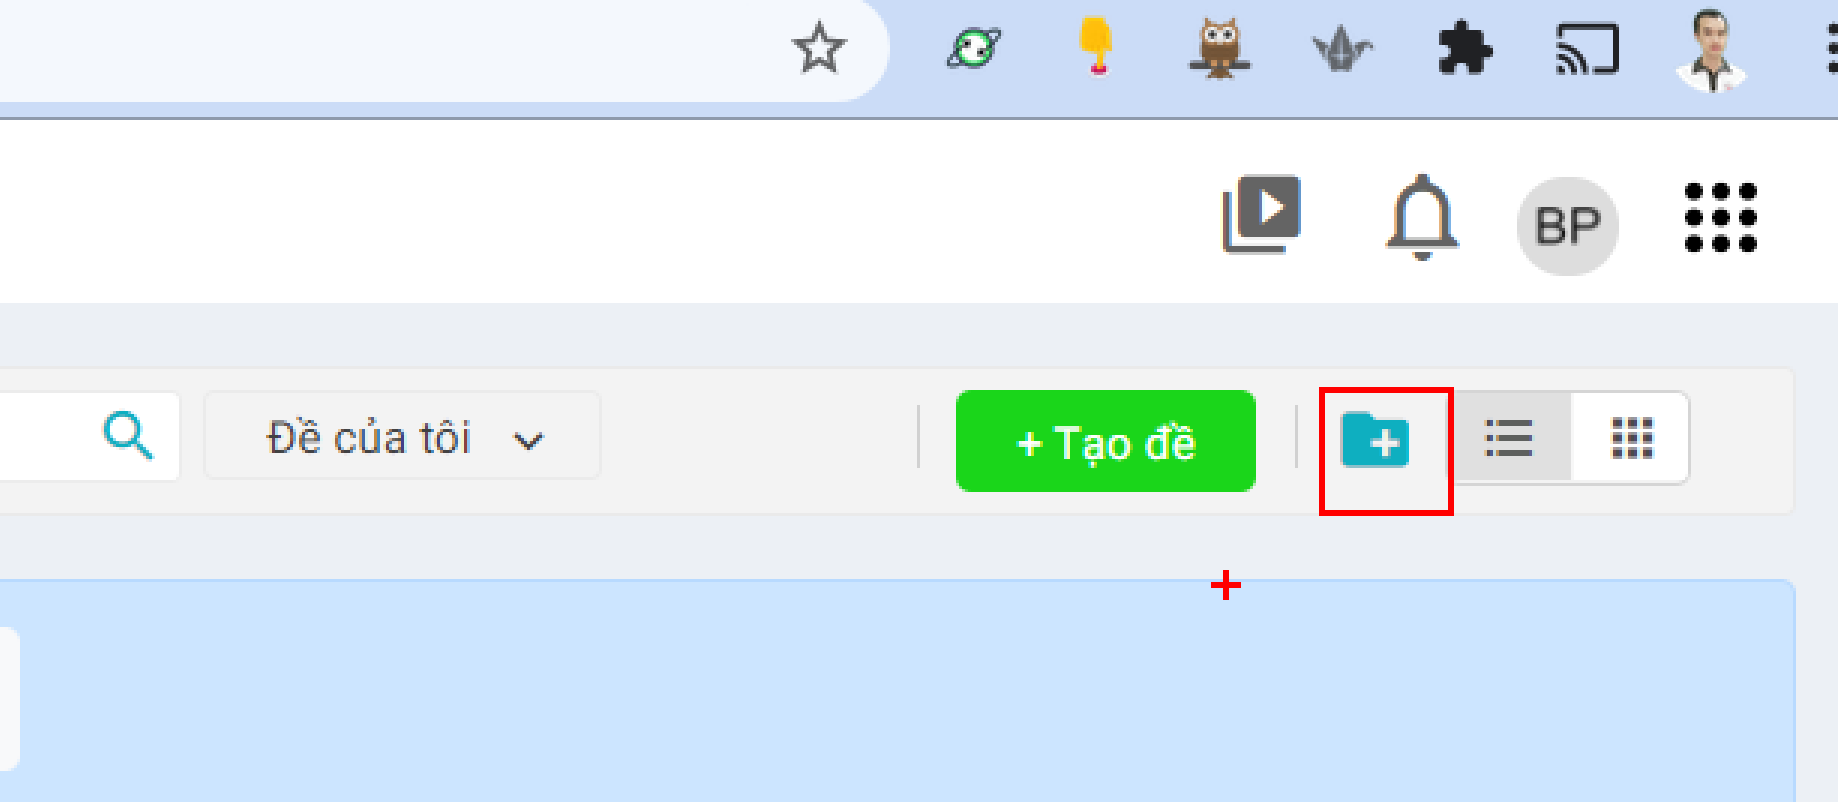 BP
Đề của tôi
+ Tạo đề